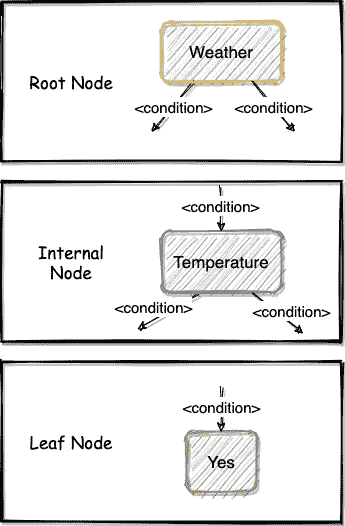 Weather
Root Node
<condition> <condition>
<condition>
Internal
Node
Temperature
<condition> <condition>
<condition>
Leaf Node
Yes